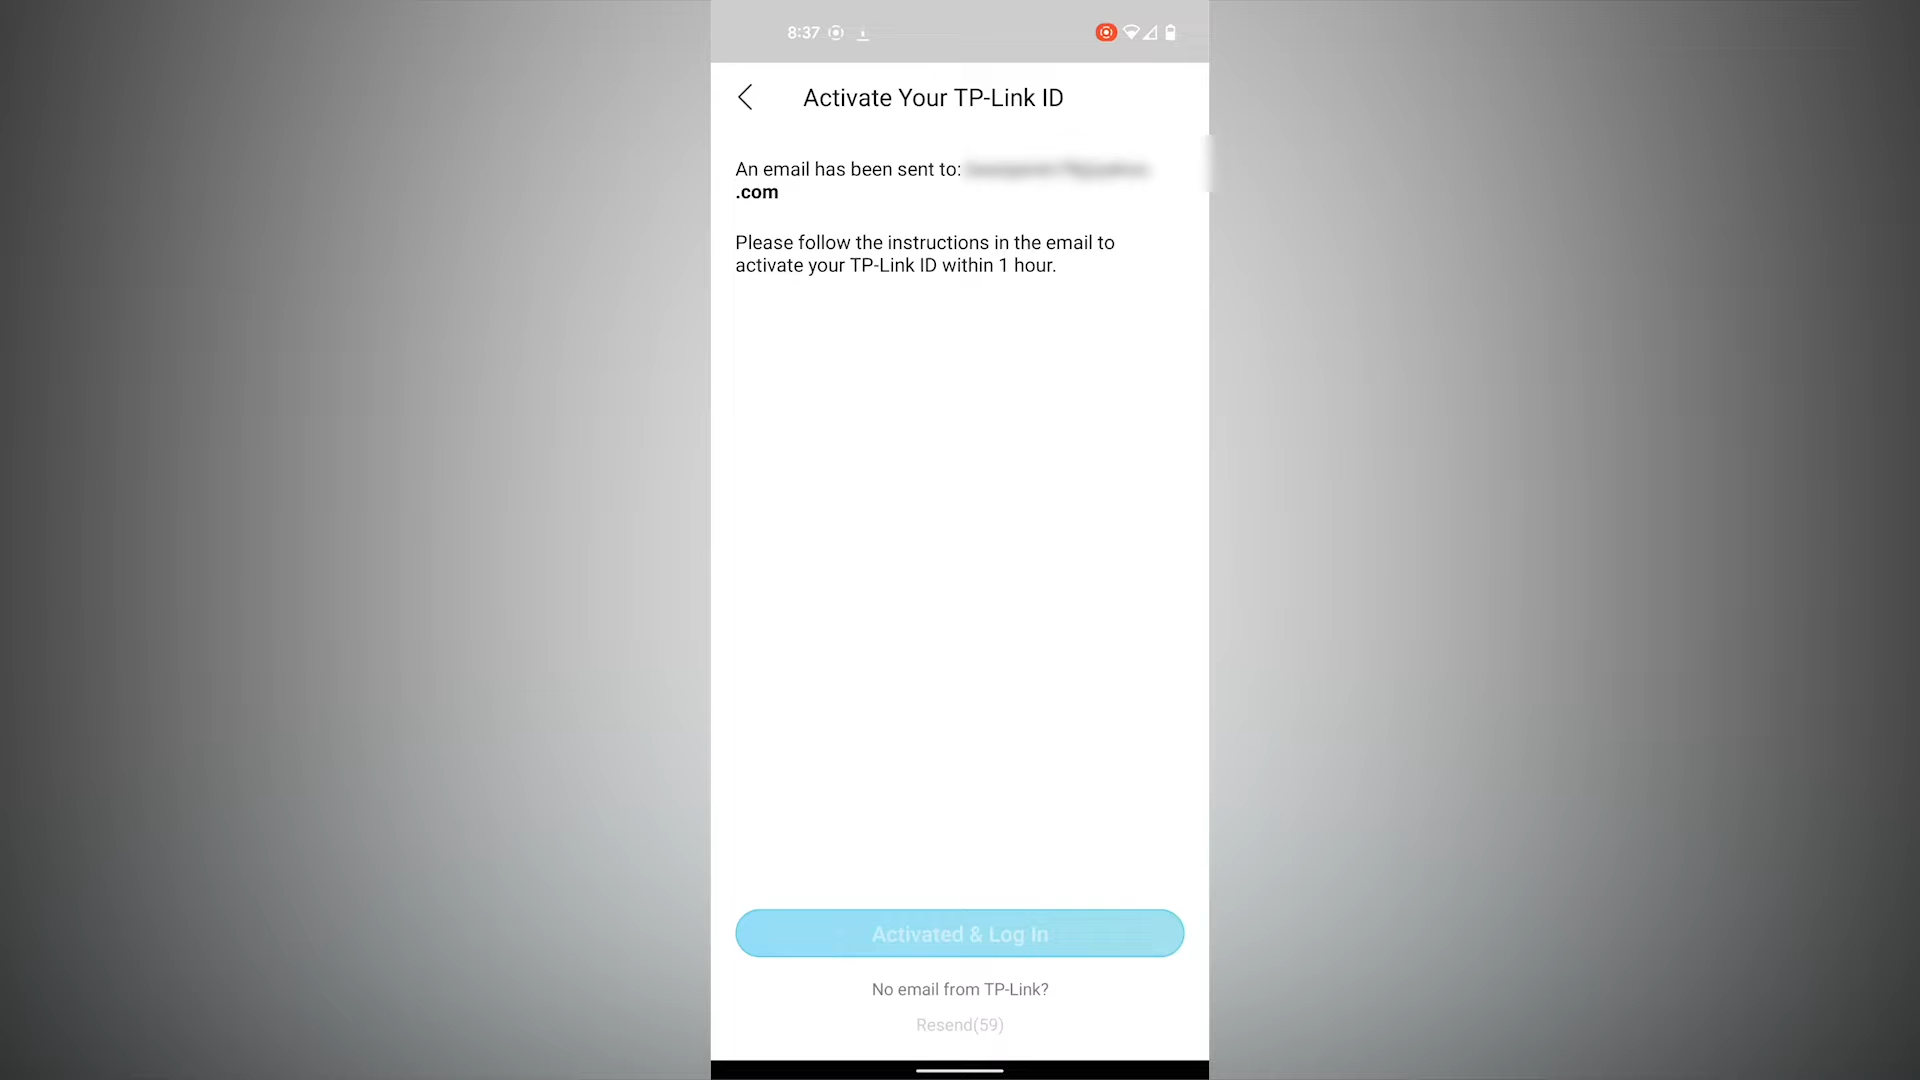 8:37
Activate Your TP-Link ID
An email has been sent to:
.com
Please follow the instructions in the email to
activate your TP-Link ID within 1 hour.
Activated & Log In
No email from TP-Link?
Resend(59)